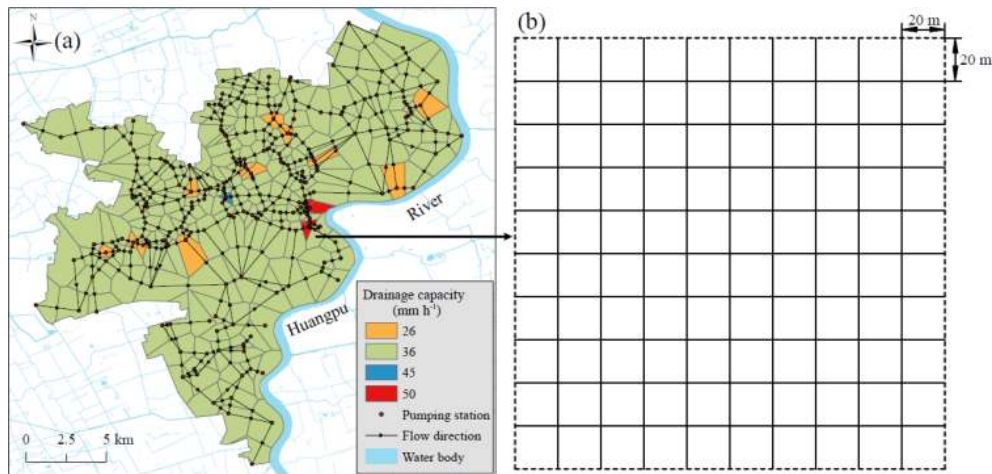 N
(a)
River
Huangpu
Drainage capacity
(mm h⁻¹)
26
36
45
50
Pumping station
Flow direction
Water body
0 2.5 5 km
(b)
20 m
20 m